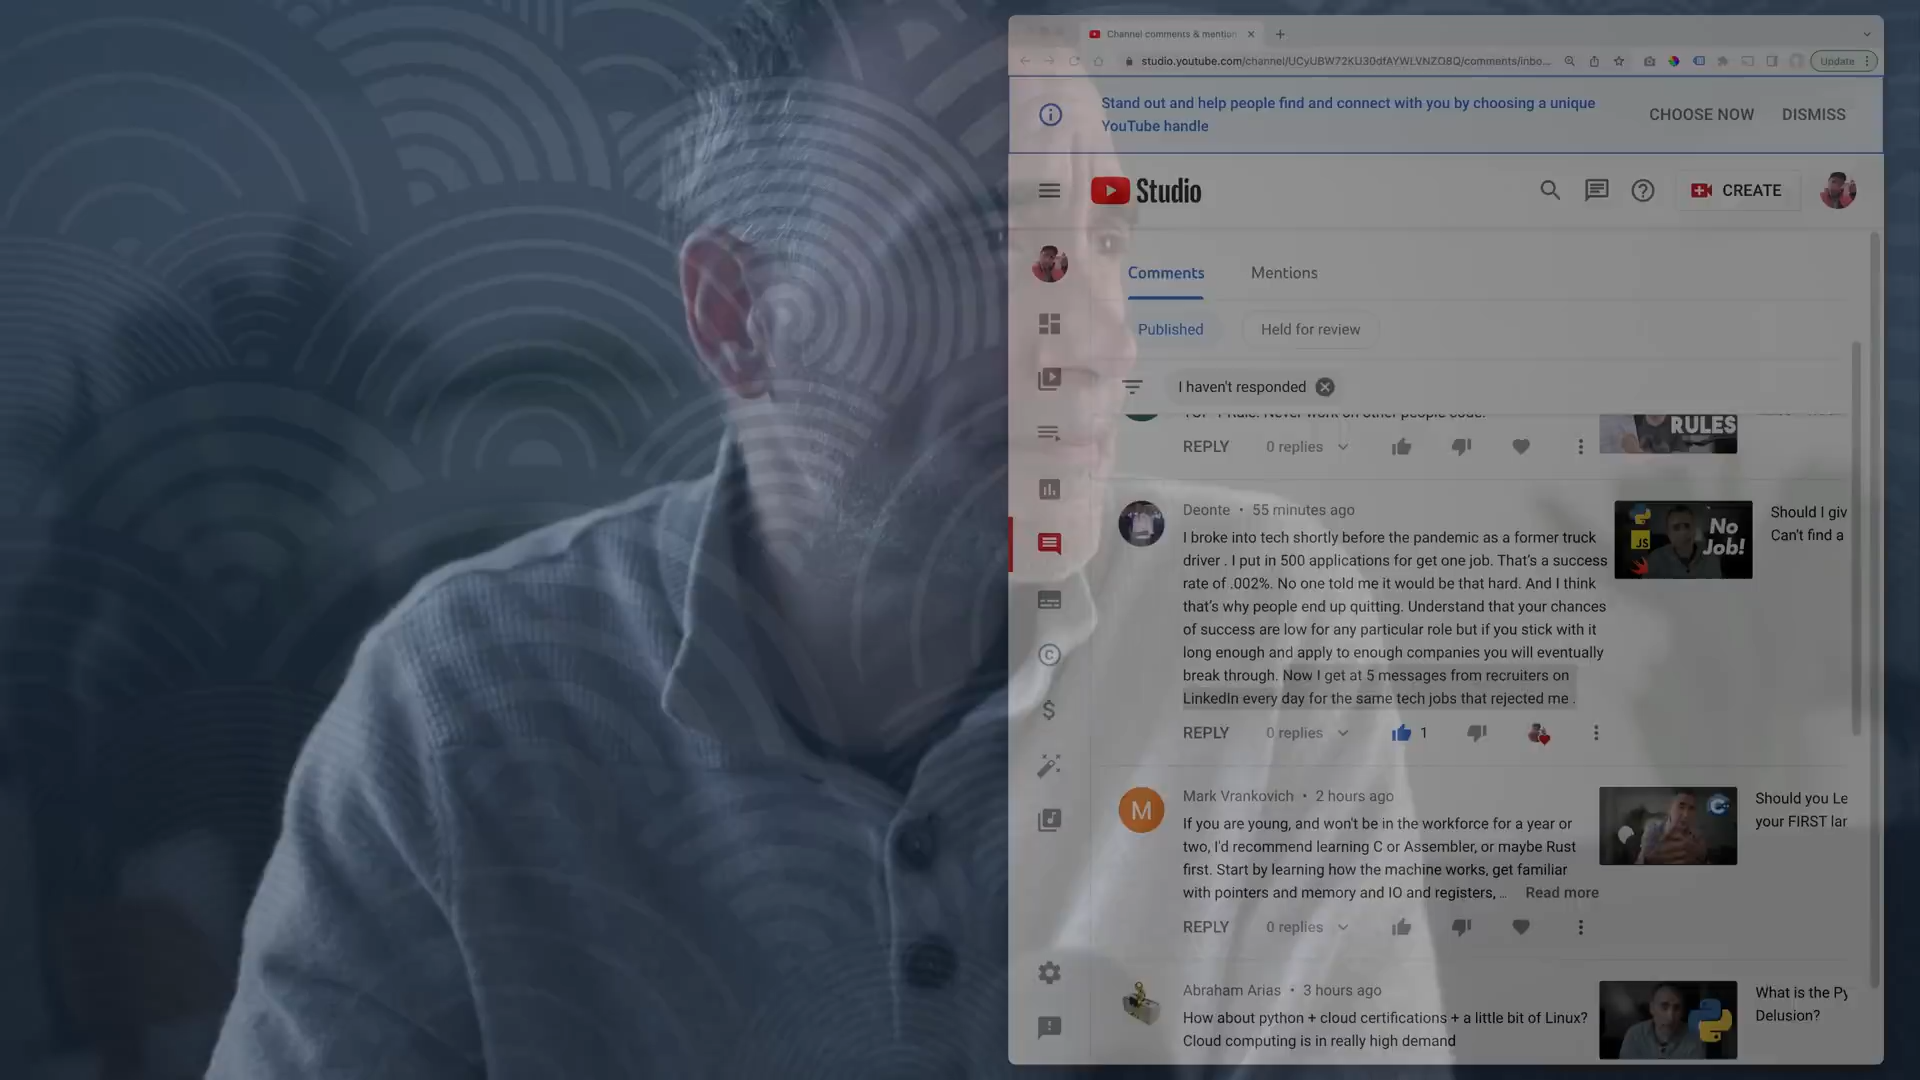 Channel comments & mention
studio.youtube.com/channel/UCyUBW72KU30dfAYWLVNZO8Q/comments/inbo...
Update
Stand out and help people find and connect with you by choosing a unique
YouTube handle
CHOOSE NOW
DISMISS
Studio
CREATE
Comments
Mentions
Published
Held for review
I haven't responded
TOP 1 Rule: Never work on other people code.
RULES
REPLY
0 replies
Deonte • 55 minutes ago
I broke into tech shortly before the pandemic as a former truck
driver . I put in 500 applications for get one job. That's a success
rate of .002%. No one told me it would be that hard. And I think
that's why people end up quitting. Understand that your chances
of success are low for any particular role but if you stick with it
long enough and apply to enough companies you will eventually
break through. Now I get at 5 messages from recruiters on
LinkedIn every day for the same tech jobs that rejected me .
JS
No
Job!
Should I giv
Can't find a
REPLY
0 replies
1
M
Mark Vrankovich • 2 hours ago
If you are young, and won't be in the workforce for a year or
two, I'd recommend learning C or Assembler, or maybe Rust
first. Start by learning how the machine works, get familiar
with pointers and memory and IO and registers, ...
Read more
Should you Le
your FIRST lar
REPLY
0 replies
Abraham Arias • 3 hours ago
How about python + cloud certifications + a little bit of Linux?
Cloud computing is in really high demand
What is the Py
Delusion?